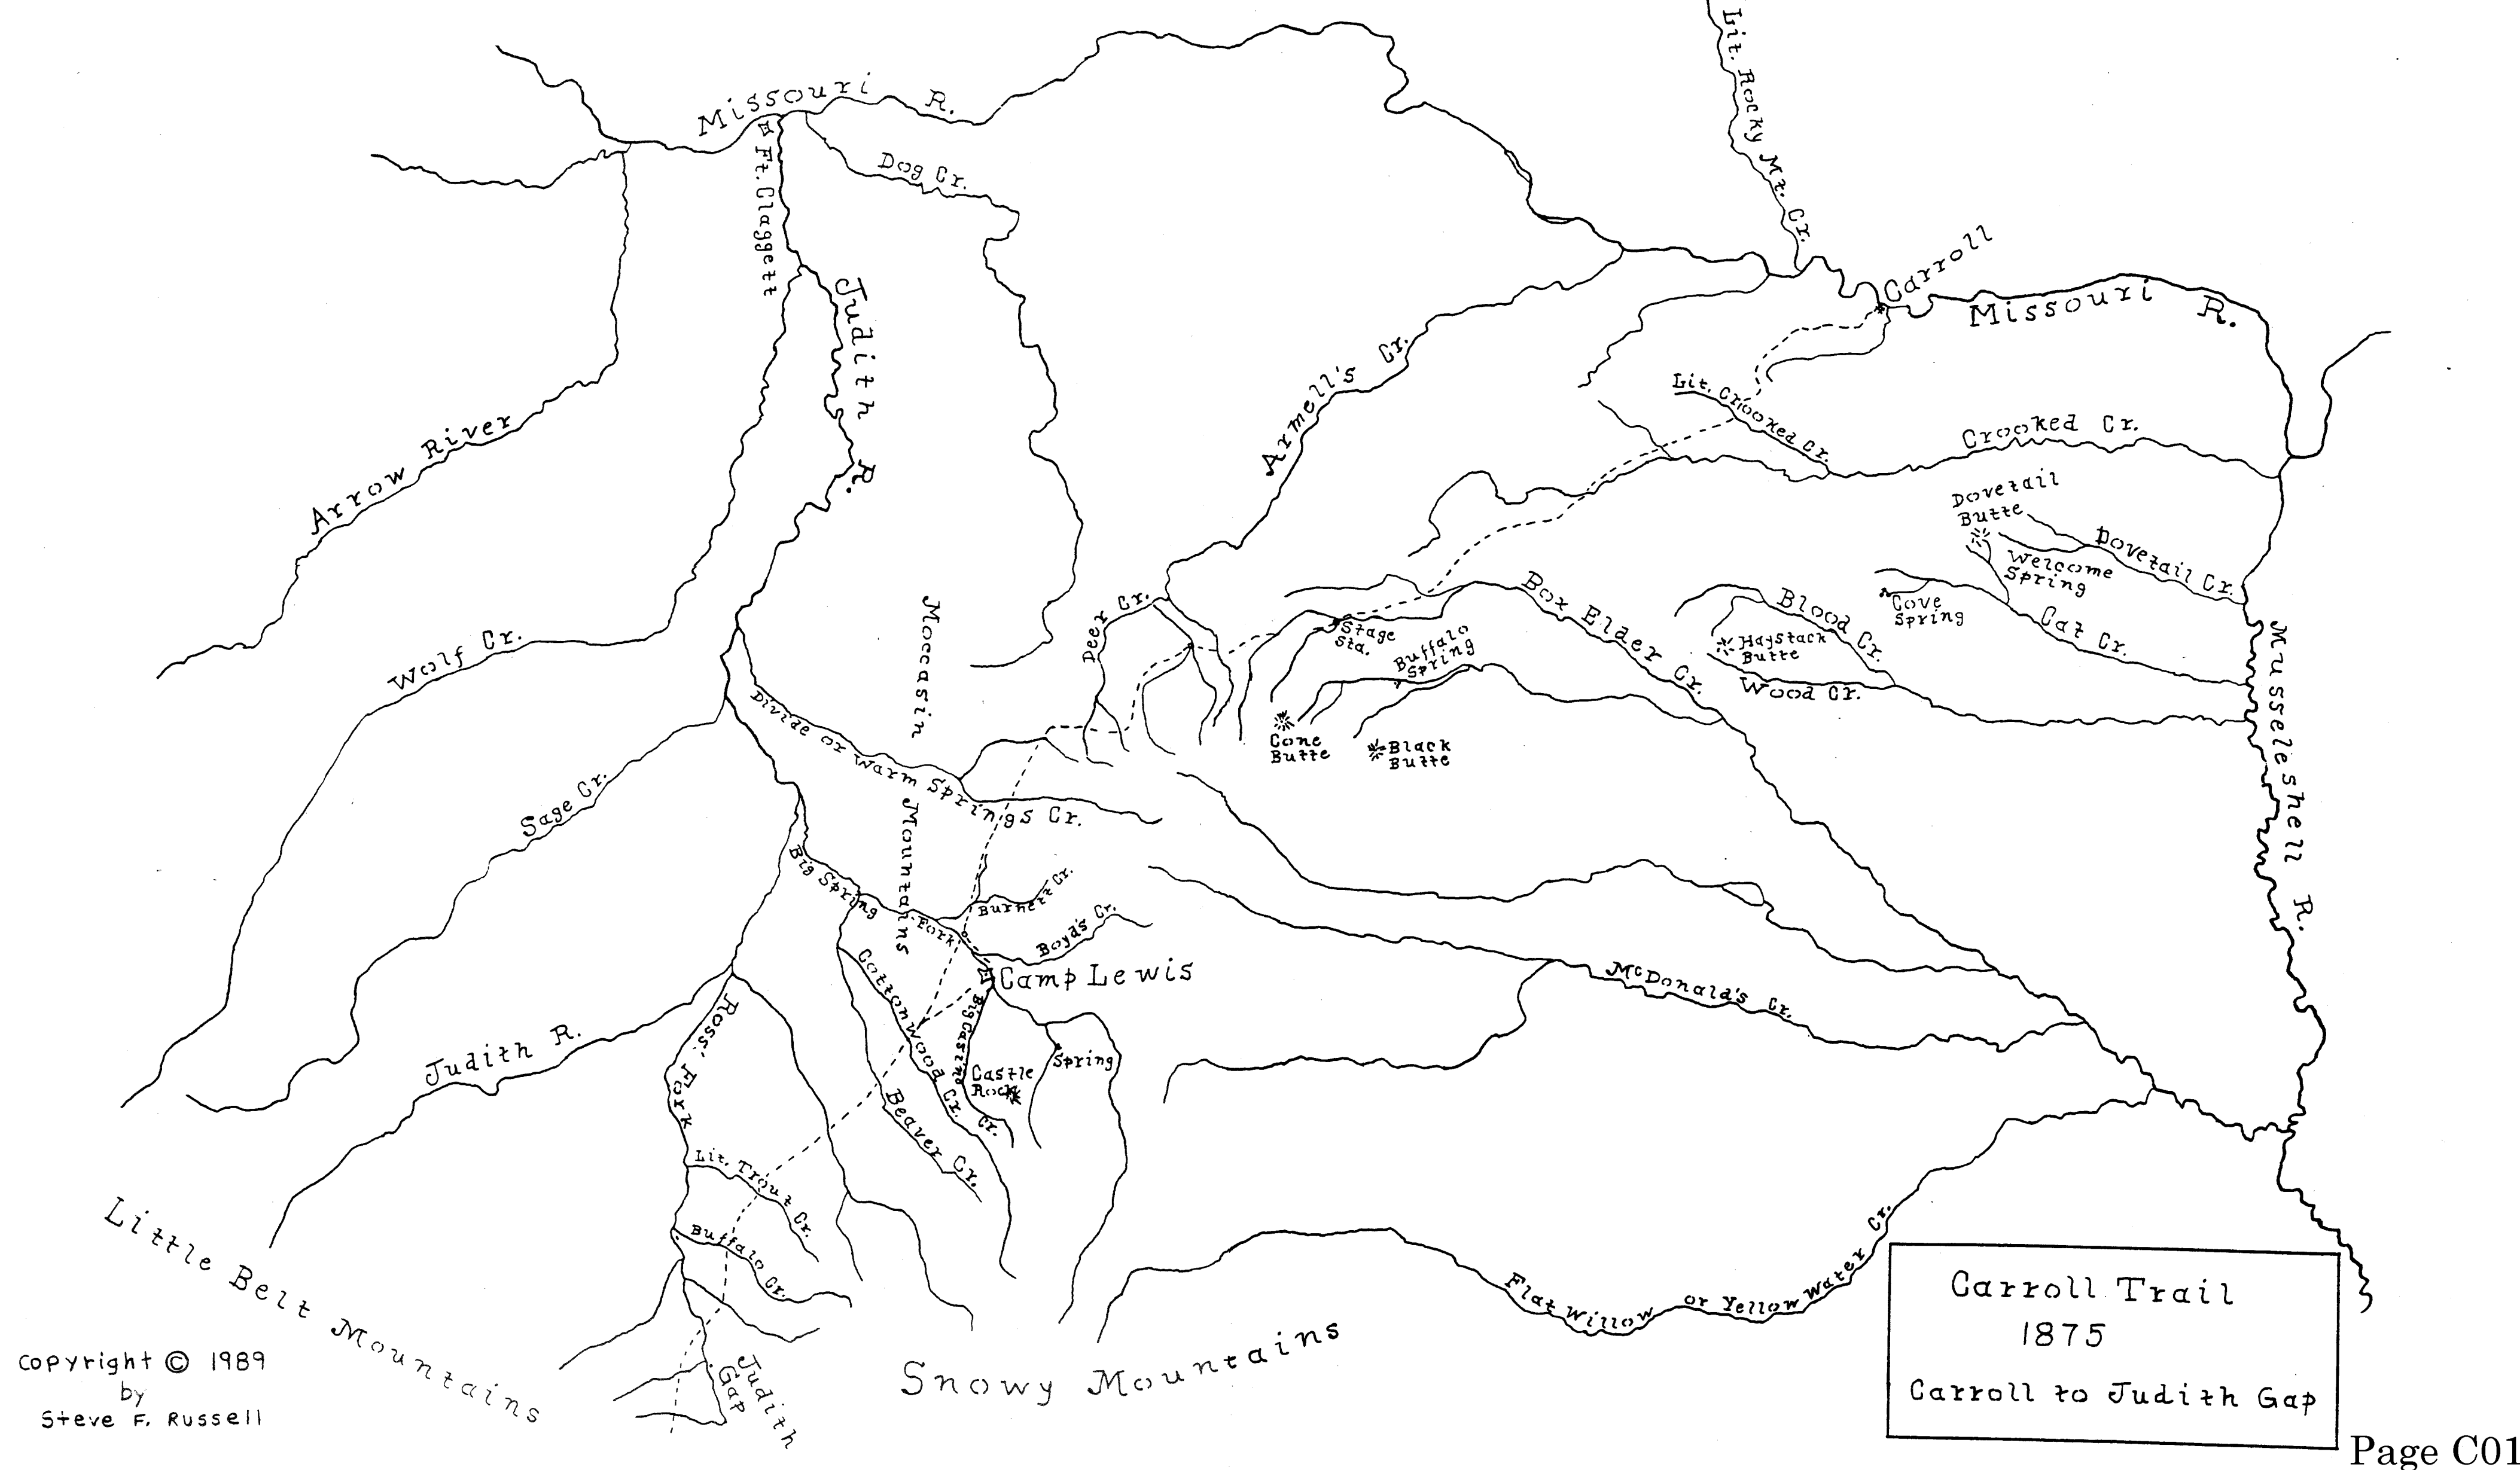 Missouri R.
Lit. Rocky Mt. Cr.
Ft. Claggett
Dog Cr.
Judith R.
Carroll
Missouri R.
Arrow River
Armell's Cr.
Lit. Crooked Cr.
Crooked Cr.
Dovetail
Butte
Dovetail Cr.
Welcome
Spring
Cove
Spring
Cat Cr.
Wolf Cr.
Moccasin Mountains
Deer Cr.
Stage
Sta.
Buffalo
Spring
Box Elder Cr.
Blood Cr.
Haystack
Butte
Wood Cr.
Musselshell R.
Cone
Butte
Black
Butte
Divide or Warm Springs Cr.
Sage Cr.
Big Spring Fork
Burnett Cr.
Boyd's Cr.
Camp Lewis
Cottonwood Cr.
Big Casino Cr.
Castle
Rock
Spring
Beaver Cr.
McDonald's Cr.
Judith R.
Ross' Fork
Lit. Trout Cr.
Buffalo Cr.
Judith
Gap
Little Belt Mountains
Snowy Mountains
Flat Willow or Yellow Water Cr.
Carroll Trail
1875
Carroll to Judith Gap
Copyright © 1989
by
Steve F. Russell
Page C01